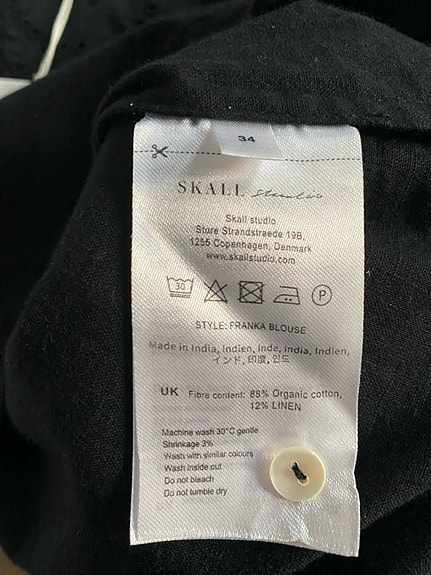 34
SKALL studio
Skall studio
Store Strandstraede 19B,
1255 Copenhagen, Denmark
www.skallstudio.com
30
P
STYLE: FRANKA BLOUSE
Made in India, Indien, Inde, India, Indien,
インド, 印度, 인도
UK Fibre content: 88% Organic cotton,
12% LINEN
Machine wash 30°C gentle
Shrinkage 3%
Wash with similar colours
Wash inside out
Do not bleach
Do not tumble dry